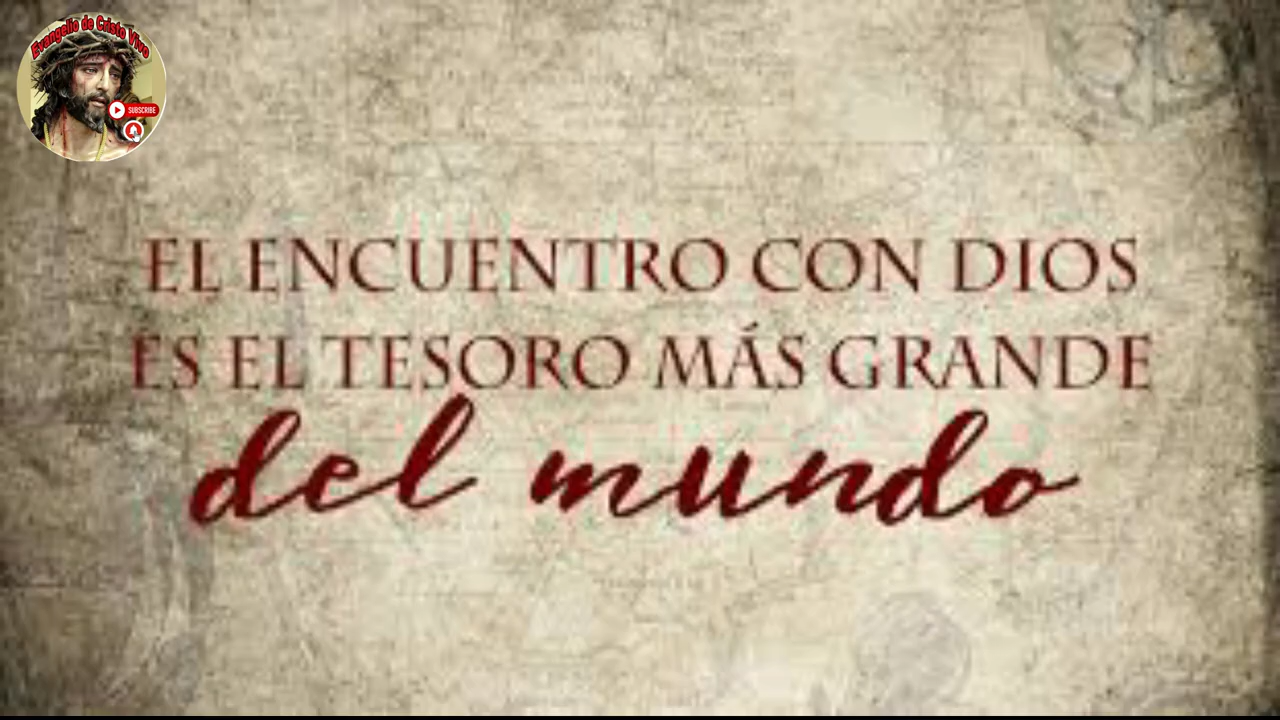 Evangelio de Cristo Vivo
SUBSCRIBE
EL ENCUENTRO CON DIOS
ES EL TESORO MÁS GRANDE
del mundo